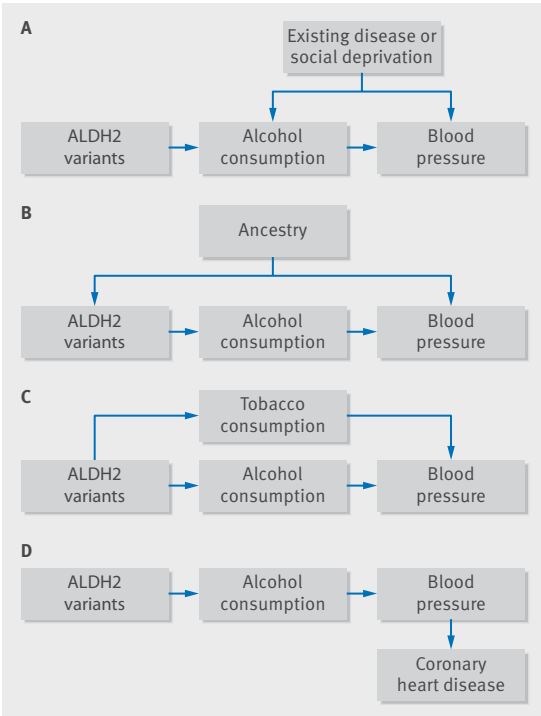 A
Existing disease or
social deprivation
ALDH2
variants
Alcohol
consumption
Blood
pressure
B
Ancestry
ALDH2
variants
Alcohol
consumption
Blood
pressure
C
Tobacco
consumption
ALDH2
variants
Alcohol
consumption
Blood
pressure
D
ALDH2
variants
Alcohol
consumption
Blood
pressure
Coronary
heart disease